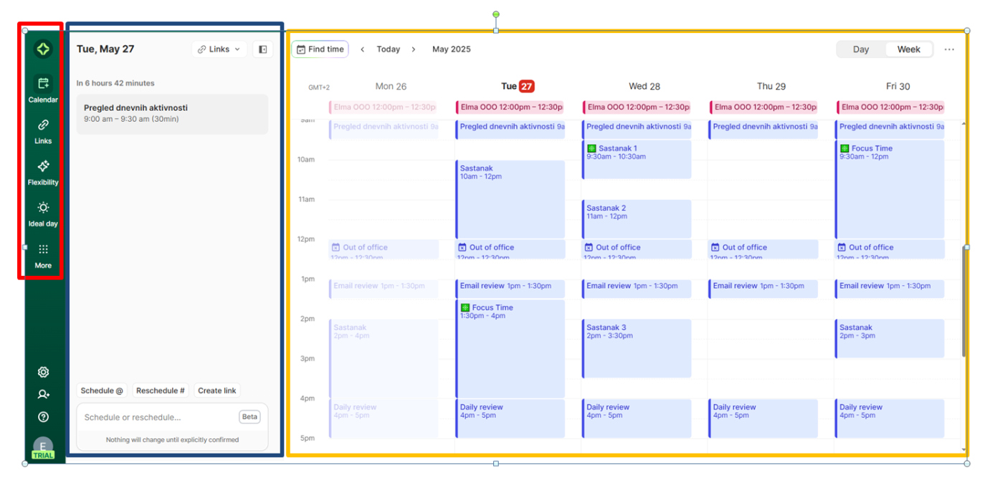 Calendar
Links
Flexibility
Ideal day
More
E
TRIAL
Tue, May 27
Links
In 6 hours 42 minutes
Pregled dnevnih aktivnosti
9:00 am – 9:30 am (30min)
Schedule @ Reschedule # Create link
Schedule or reschedule... Beta
Nothing will change until explicitly confirmed
Find time Today May 2025 Day Week
GMT+2 Mon 26 Tue 27 Wed 28 Thu 29 Fri 30
Elma OOO 12:00pm – 12:30p Elma OOO 12:00pm – 12:30p Elma OOO 12:00pm – 12:30p Elma OOO 12:00pm – 12:30p Elma OOO 12:00pm – 12:30p
9am
Pregled dnevnih aktivnosti 9a Pregled dnevnih aktivnosti 9a Pregled dnevnih aktivnosti 9a Pregled dnevnih aktivnosti 9a Pregled dnevnih aktivnosti 9a
Sastanak 1 Focus Time
9:30am - 10:30am 9:30am - 12pm
10am
Sastanak
10am - 12pm
11am
Sastanak 2
11am - 12pm
12pm
Out of office Out of office Out of office Out of office Out of office
12pm - 12:30pm 12pm - 12:30pm 12pm - 12:30pm 12pm - 12:30pm 12pm - 12:30pm
1pm
Email review 1pm - 1:30pm Email review 1pm - 1:30pm Email review 1pm - 1:30pm Email review 1pm - 1:30pm Email review 1pm - 1:30pm
Focus Time
1:30pm - 4pm
2pm
Sastanak Sastanak 3 Sastanak
2pm - 4pm 2pm - 3:30pm 2pm - 3pm
3pm
4pm
Daily review Daily review Daily review Daily review Daily review
4pm - 5pm 4pm - 5pm 4pm - 5pm 4pm - 5pm 4pm - 5pm
5pm